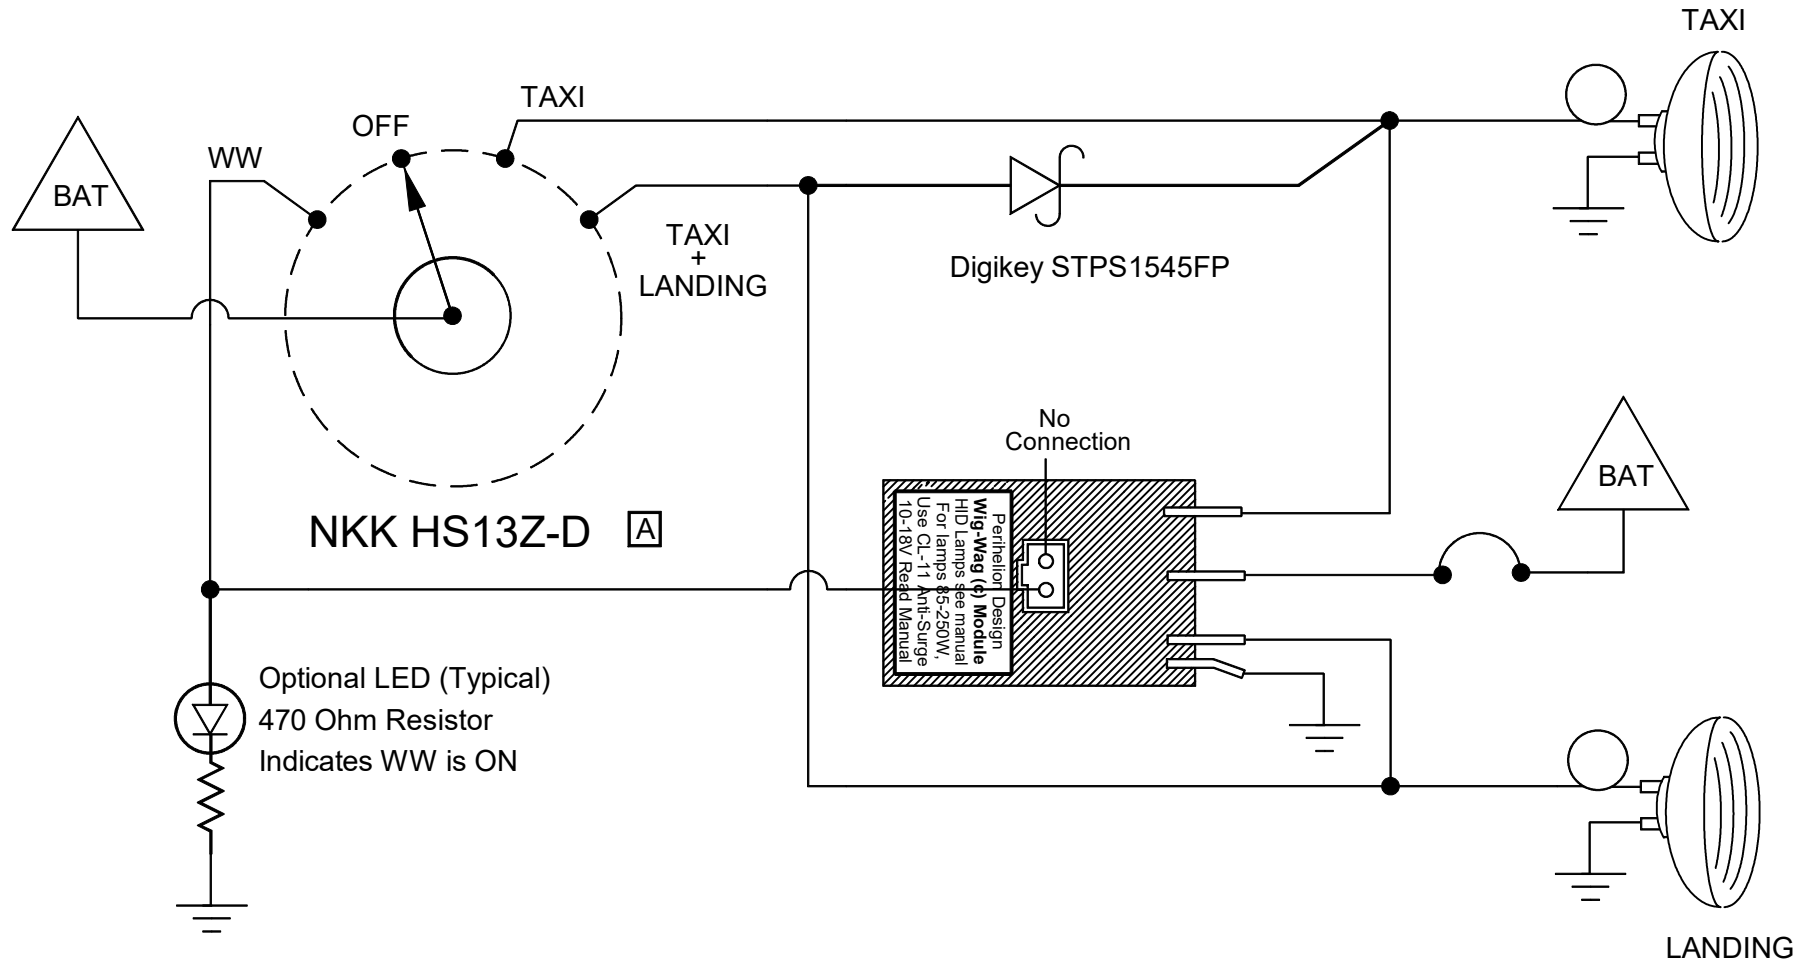 TAXI
TAXI
OFF
WW
BAT
TAXI
+
LANDING
Digikey STPS1545FP
No
Connection
BAT
NKK HS13Z-D A
Perihelion Design
Wig-Wag (c) Module
HID Lamps see manual
For lamps 85-250W,
Use CL-11 Anti-Surge
10-18V Read Manual
Optional LED (Typical)
470 Ohm Resistor
Indicates WW is ON
LANDING